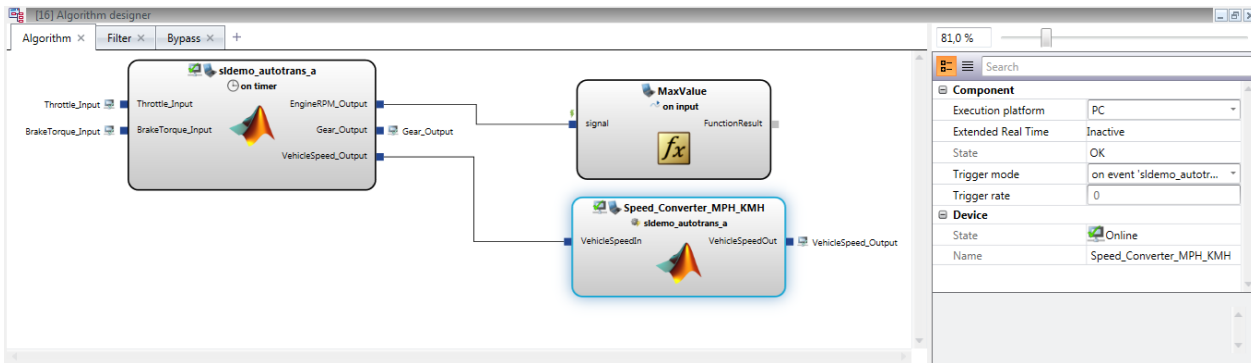 [16] Algorithm designer
Algorithm × Filter × Bypass × +
sldemo_autotrans_a
on timer
Throttle_Input
Throttle_Input
EngineRPM_Output
BrakeTorque_Input
BrakeTorque_Input
Gear_Output
Gear_Output
VehicleSpeed_Output
MaxValue
on input
signal
FunctionResult
fx
Speed_Converter_MPH_KMH
sldemo_autotrans_a
VehicleSpeedIn
VehicleSpeedOut
VehicleSpeed_Output
81,0 %
Search
Component
Execution platform PC
Extended Real Time Inactive
State OK
Trigger mode on event 'sldemo_autotr...
Trigger rate 0
Device
State Online
Name Speed_Converter_MPH_KMH